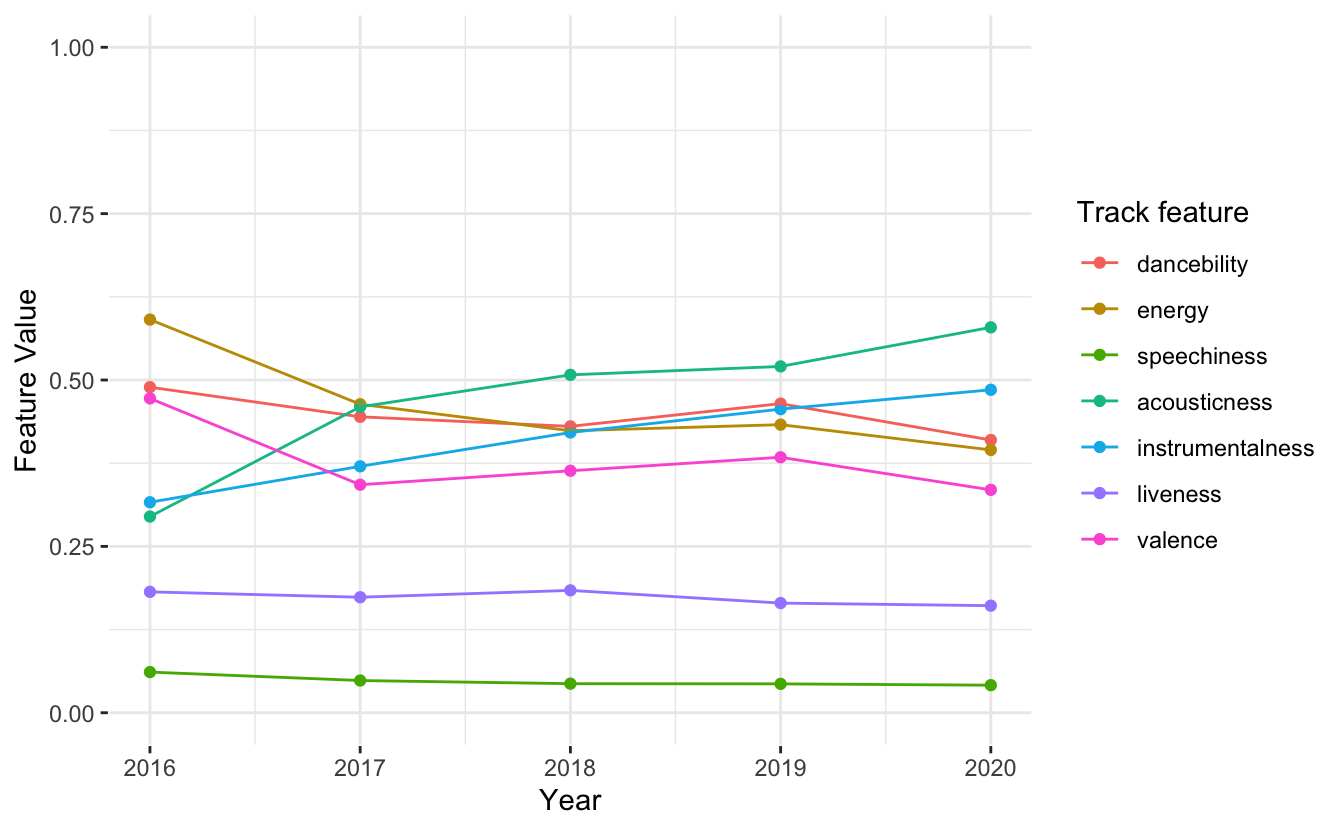 1.00
0.75
0.50
0.25
0.00
Feature Value
2016 2017 2018 2019 2020
Year
Track feature
dancebility
energy
speechiness
acousticness
instrumentalness
liveness
valence